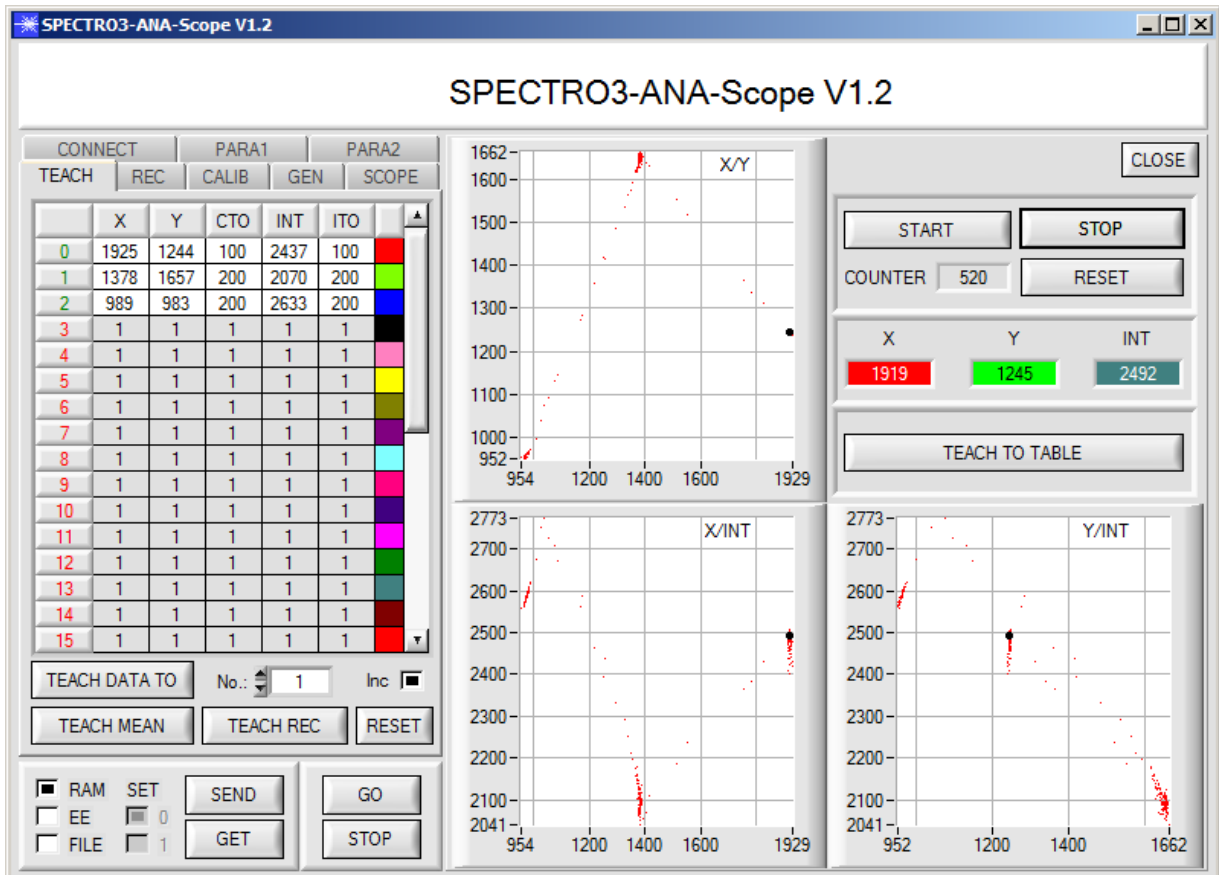 SPECTRO3-ANA-Scope V1.2
SPECTRO3-ANA-Scope V1.2
CONNECT PARA1 PARA2
TEACH REC CALIB GEN SCOPE
X Y CTO INT ITO
0 1925 1244 100 2437 100
1 1378 1657 200 2070 200
2 989 983 200 2633 200
3 1 1 1 1 1
4 1 1 1 1 1
5 1 1 1 1 1
6 1 1 1 1 1
7 1 1 1 1 1
8 1 1 1 1 1
9 1 1 1 1 1
10 1 1 1 1 1
11 1 1 1 1 1
12 1 1 1 1 1
13 1 1 1 1 1
14 1 1 1 1 1
15 1 1 1 1 1
TEACH DATA TO No.: 1 Inc
TEACH MEAN TEACH REC RESET
RAM SET SEND GO
EE 0
FILE 1 GET STOP
X/Y
1662
1600
1500
1400
1300
1200
1100
1000
952
954 1200 1400 1600 1929
CLOSE
START STOP
COUNTER 520 RESET
X Y INT
1919 1245 2492
TEACH TO TABLE
X/INT
2773
2700
2600
2500
2400
2300
2200
2100
2041
954 1200 1400 1600 1929
Y/INT
2773
2700
2600
2500
2400
2300
2200
2100
2041
952 1200 1400 1662